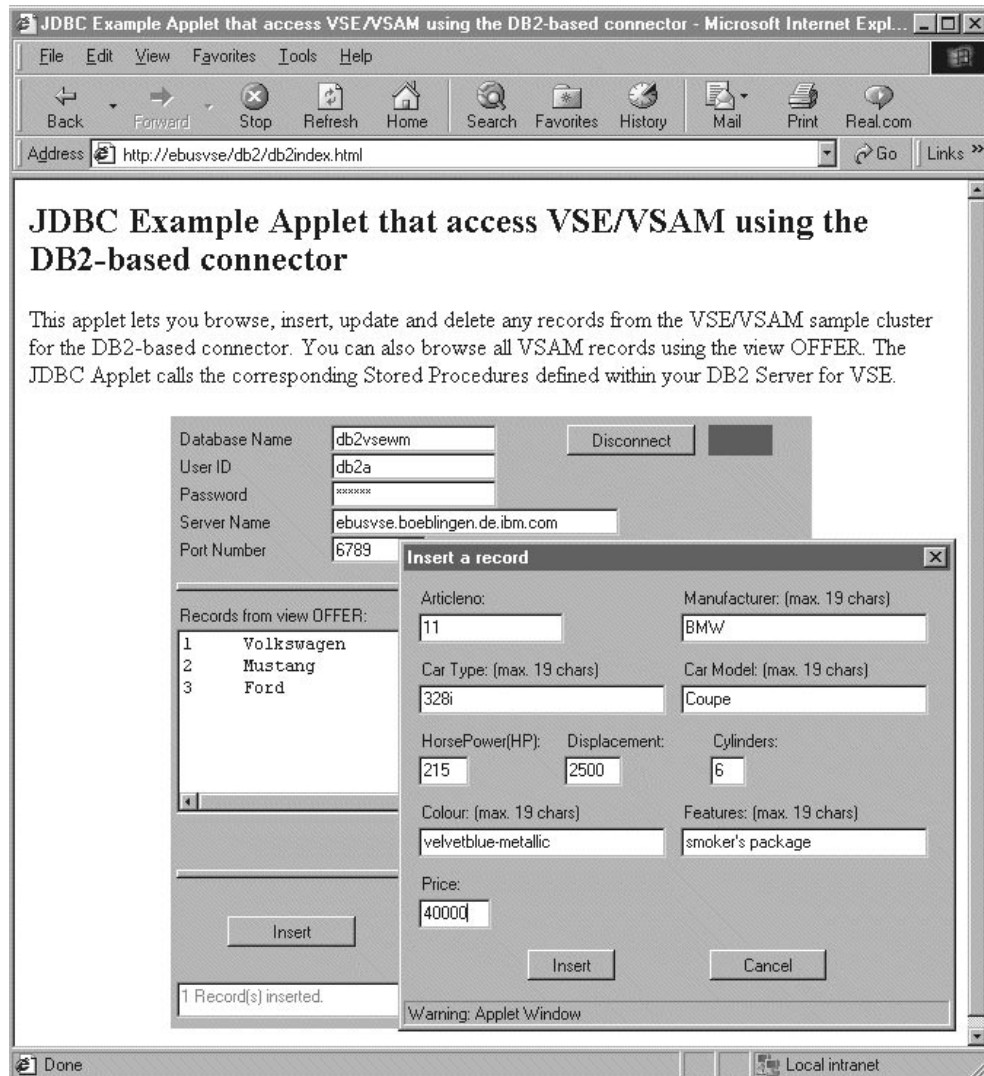 JDBC Example Applet that access VSE/VSAM using the DB2-based connector - Microsoft Internet Expl...
File Edit View Favorites Tools Help
Back Forward Stop Refresh Home Search Favorites History Mail Print Real.com
Address http://ebusvse/db2/db2index.html Go Links »
JDBC Example Applet that access VSE/VSAM using the
DB2-based connector
This applet lets you browse, insert, update and delete any records from the VSE/VSAM sample cluster
for the DB2-based connector. You can also browse all VSAM records using the view OFFER. The
JDBC Applet calls the corresponding Stored Procedures defined within your DB2 Server for VSE.
Database Name db2vsewm Disconnect
User ID db2a
Password ××××××
Server Name ebusvse.boeblingen.de.ibm.com
Port Number 6789
Records from view OFFER:
1 Volkswagen
2 Mustang
3 Ford
Insert
1 Record(s) inserted.
Insert a record
Articleno: Manufacturer: (max. 19 chars)
11 BMW
Car Type: (max. 19 chars) Car Model: (max. 19 chars)
328i Coupe
HorsePower(HP): Displacement: Cylinders:
215 2500 6
Colour: (max. 19 chars) Features: (max. 19 chars)
velvetblue-metallic smoker's package
Price:
40000
Insert Cancel
Warning: Applet Window
Done Local intranet